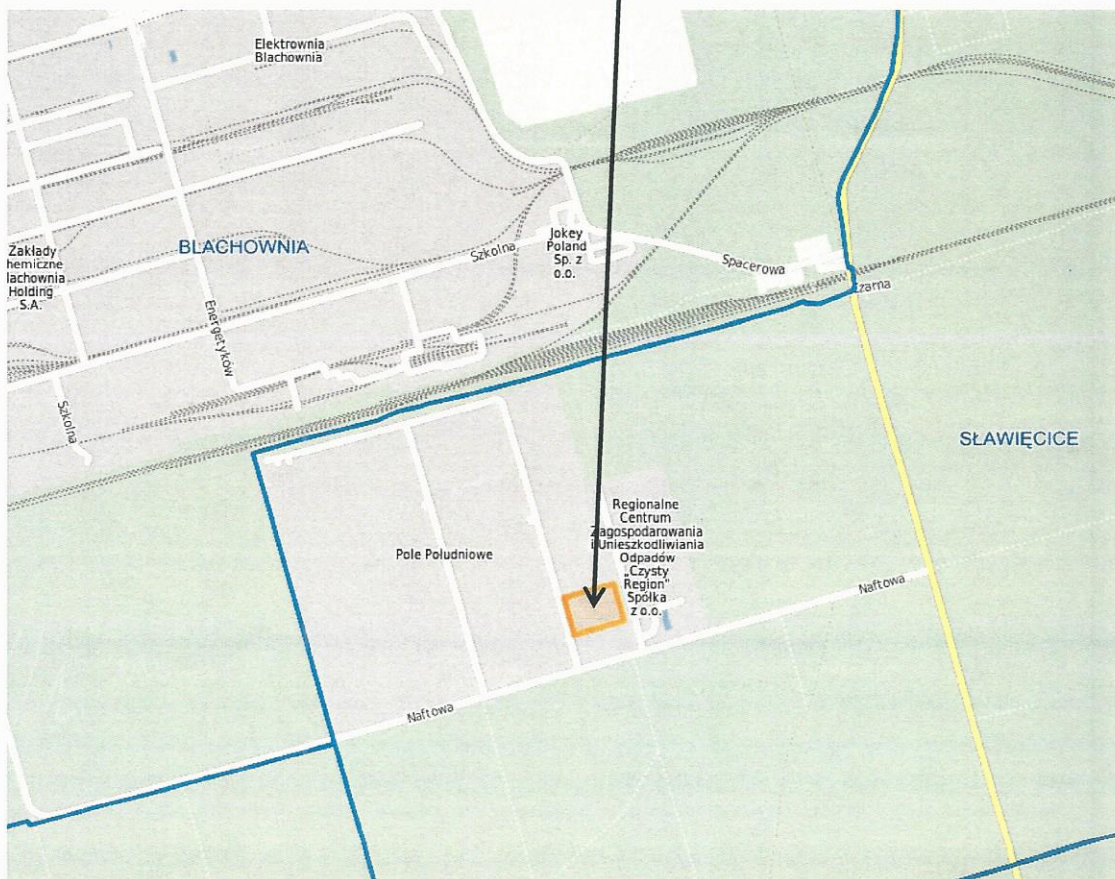 Elektrownia
Blachownia
BLACHOWNIA
Zakłady
hemiczne
lachownia
Holding
S.A.
Szkolna
Jokey
Poland
Sp. z
o.o.
Spacerowa
Czarna
Energetyków
Szkolna
SŁAWIĘCICE
Regionalne
Centrum
Zagospodarowania
i Unieszkodliwiania
Odpadów
„Czysty
Region"
Spółka
z o.o.
Pole Południowe
Naftowa
Naftowa